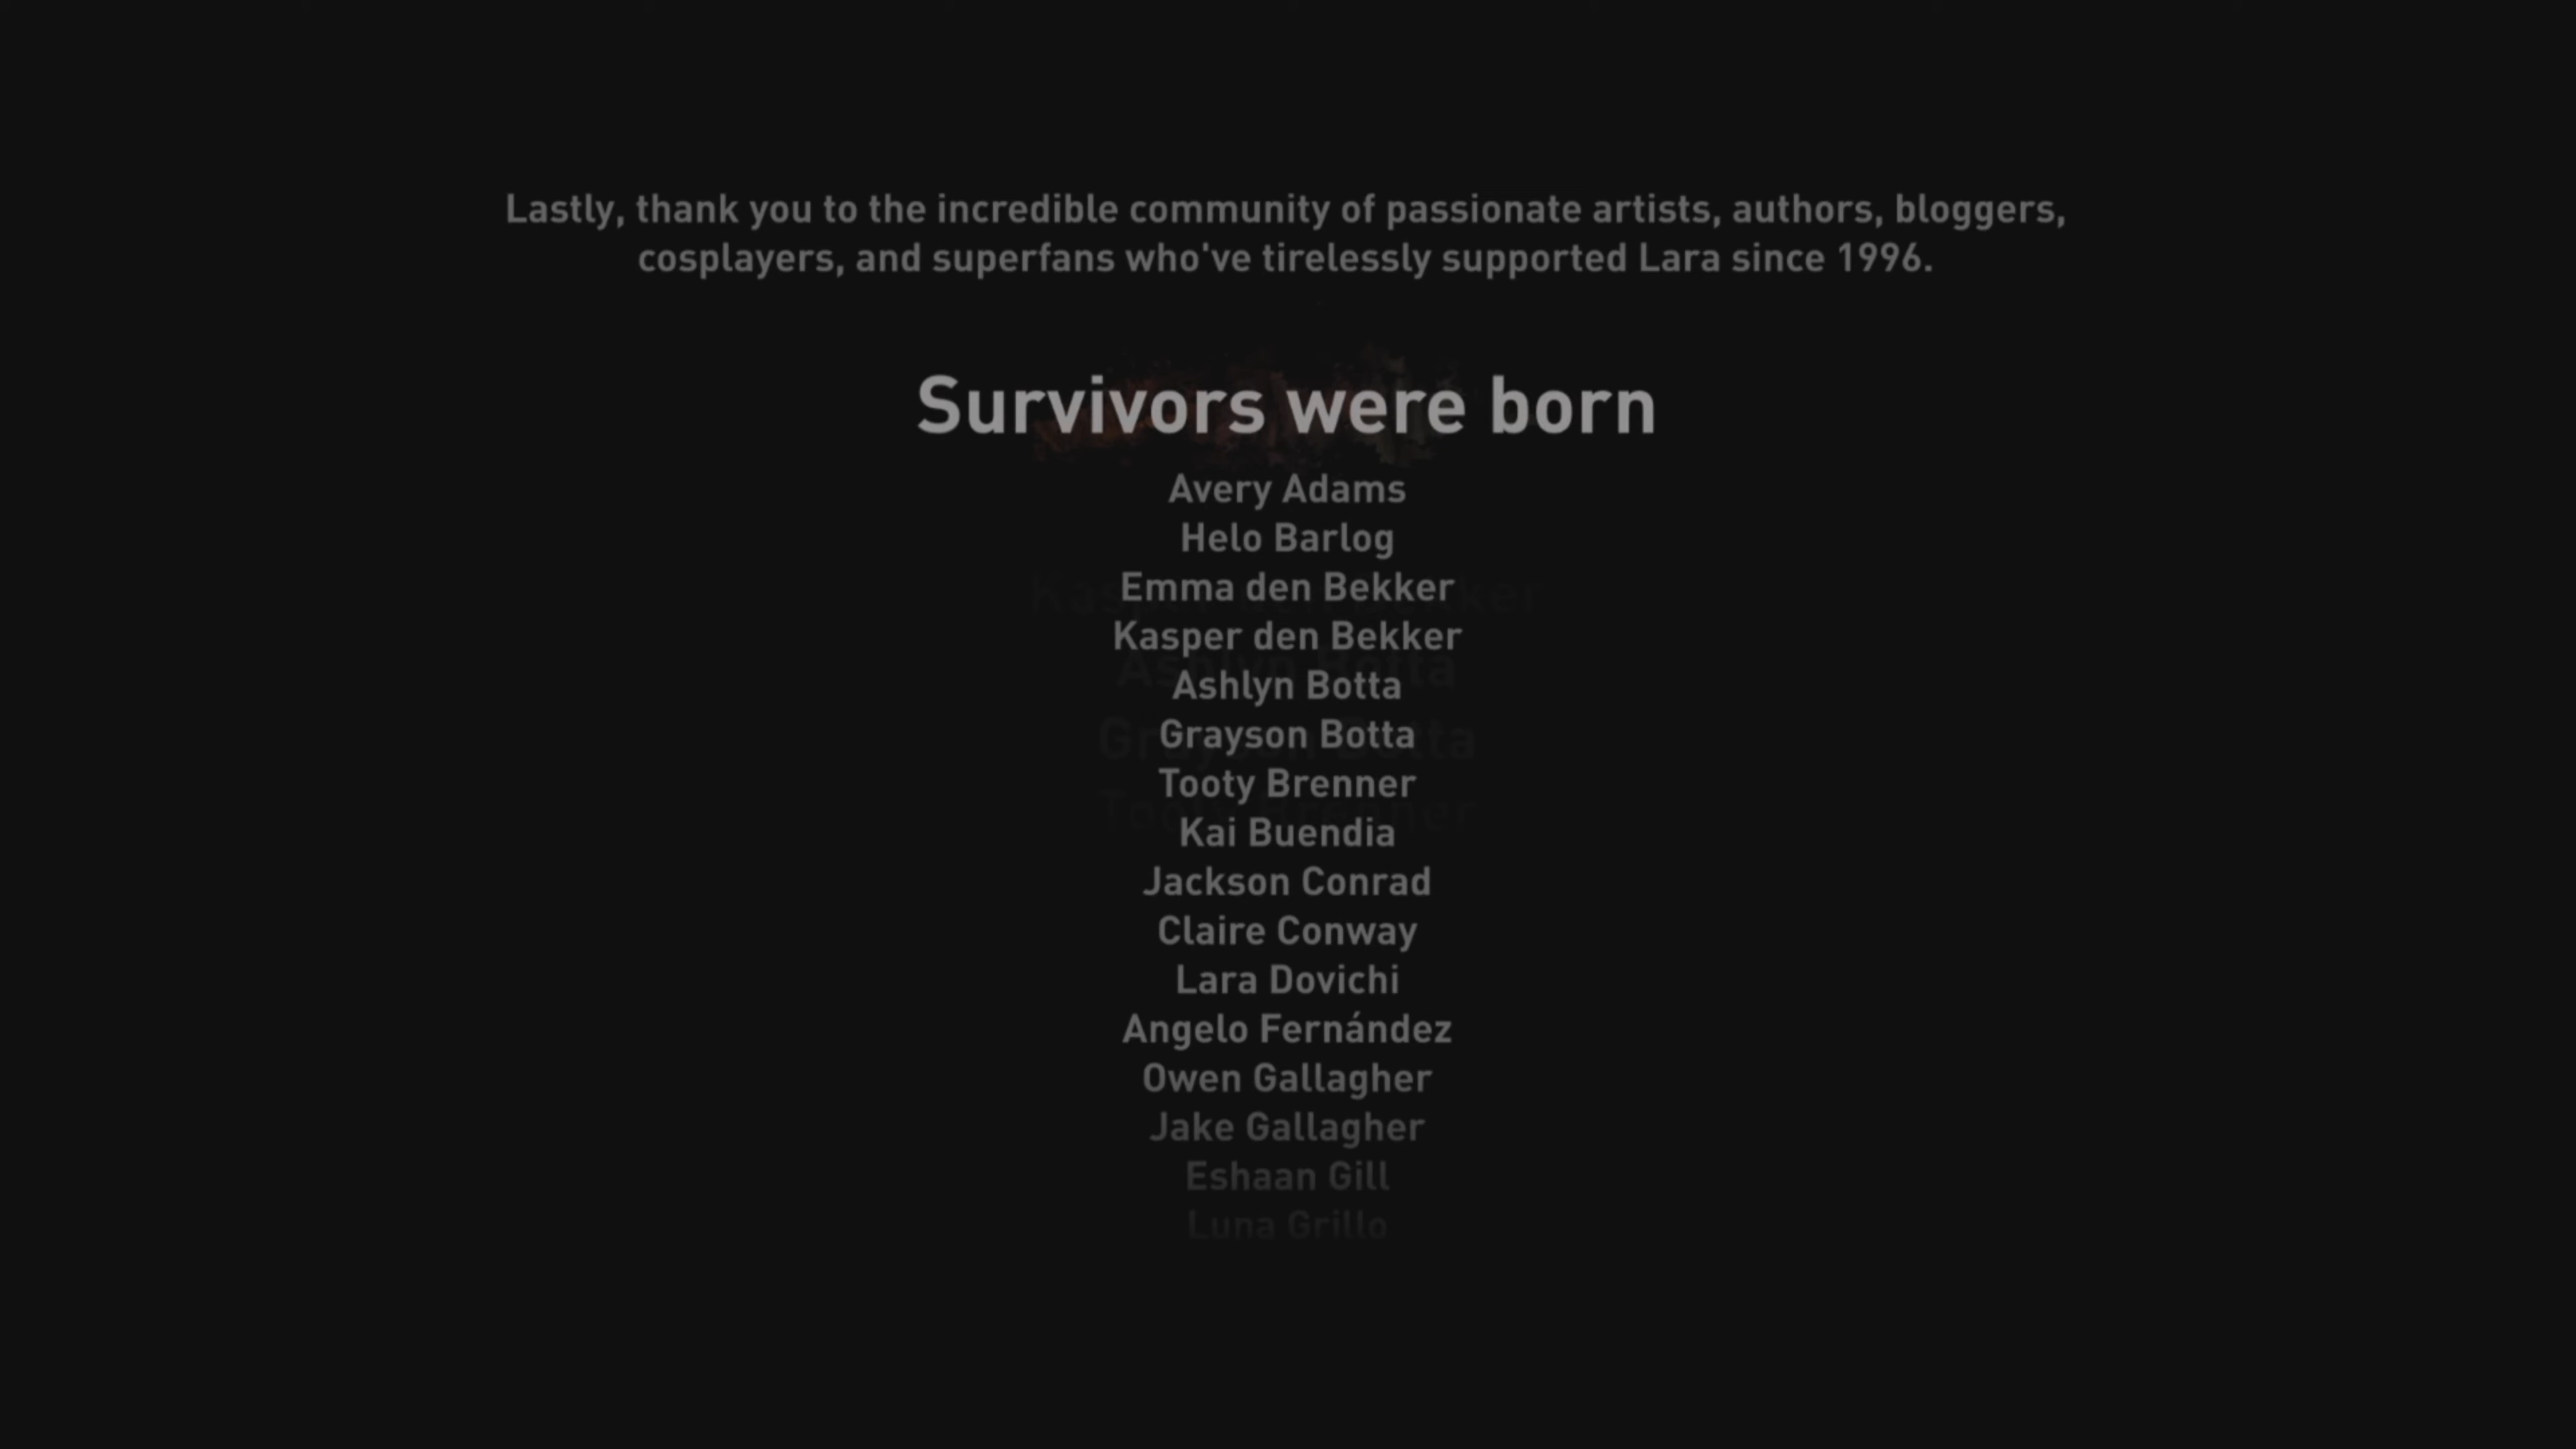 Lastly, thank you to the incredible community of passionate artists, authors, bloggers,
cosplayers, and superfans who've tirelessly supported Lara since 1996.
Survivors were born
Avery Adams
Helo Barlog
Emma den Bekker
Kasper den Bekker
Ashlyn Botta
Grayson Botta
Tooty Brenner
Kai Buendia
Jackson Conrad
Claire Conway
Lara Dovichi
Angelo Fernández
Owen Gallagher
Jake Gallagher
Eshaan Gill
Luna Grillo